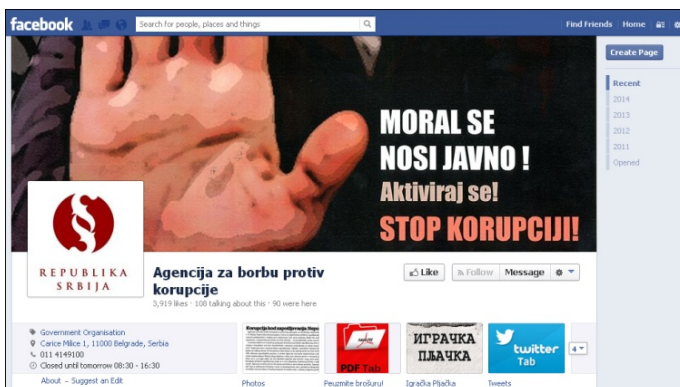 facebook
Search for people, places and things
Find Friends
Home
Create Page
Recent
2014
2013
2012
2011
Opened
MORAL SE
NOSI JAVNO !
Aktiviraj se!
STOP KORUPCIJI!
REPUBLIKA
SRBIJA
Agencija za borbu protiv
korupcije
3,919 likes · 108 talking about this · 90 were here
Like
Follow
Message
Government Organisation
Carice Milice 1, 11000 Belgrade, Serbia
011 4149100
Closed until tomorrow 08:30 - 16:30
About – Suggest an Edit
PDF Tab
Photos
Preuzmite brošuru!
ИГРАЧКА
ПЉАЧКА
Igračka Pljačka
twitter
Tab
Tweets
4